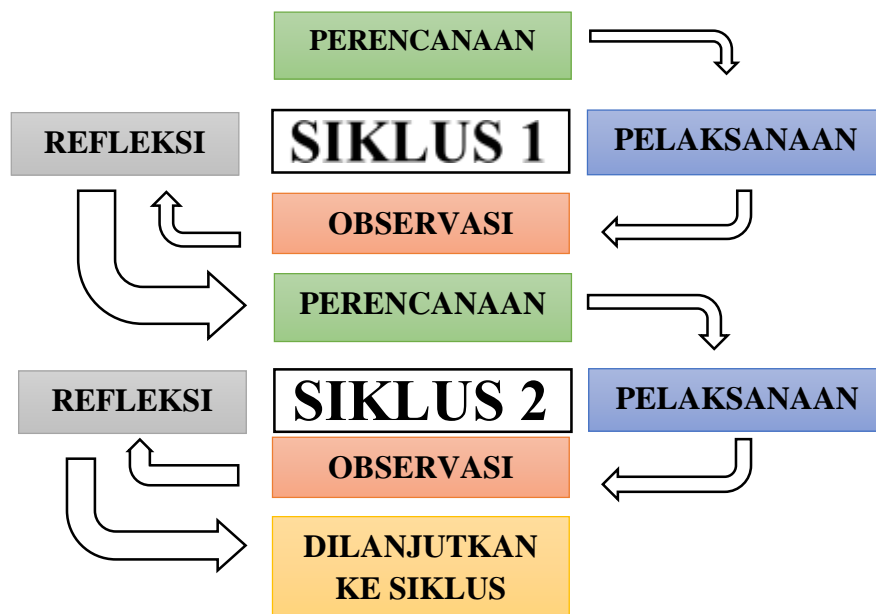 PERENCANAAN
REFLEKSI
SIKLUS 1
PELAKSANAAN
OBSERVASI
PERENCANAAN
REFLEKSI
SIKLUS 2
PELAKSANAAN
OBSERVASI
DILANJUTKAN
KE SIKLUS